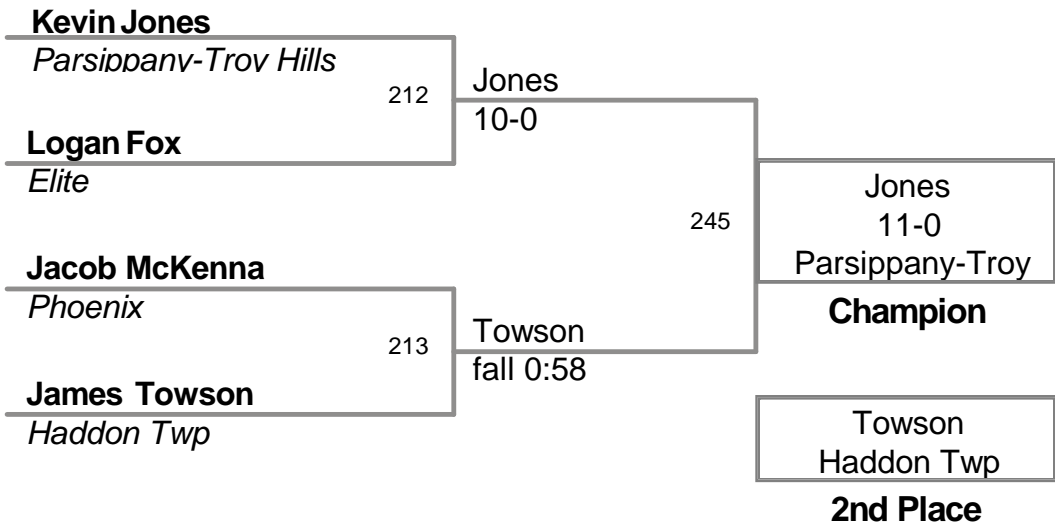 Kevin Jones
Parsippany-Troy Hills
212
Jones
10-0
Logan Fox
Elite
245
Jones
11-0
Parsippany-Troy
Champion
Jacob McKenna
Phoenix
213
Towson
fall 0:58
James Towson
Haddon Twp
Towson
Haddon Twp
2nd Place